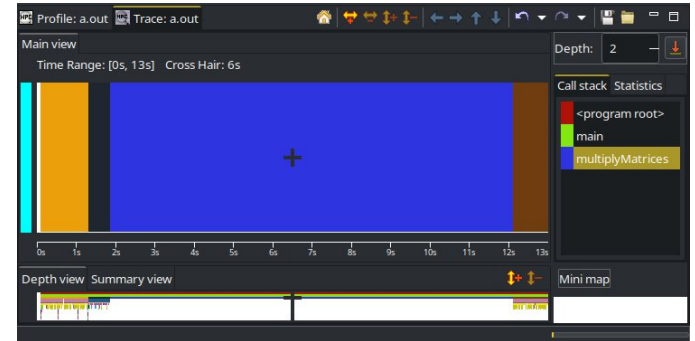 Profile: a.out Trace: a.out
Main view
Time Range: [0s, 13s] Cross Hair: 6s
0s 1s 2s 3s 4s 5s 6s 7s 8s 9s 10s 11s 12s 13s
Depth view Summary view
Depth: 2
Call stack Statistics
<program root>
main
multiplyMatrices
Mini map